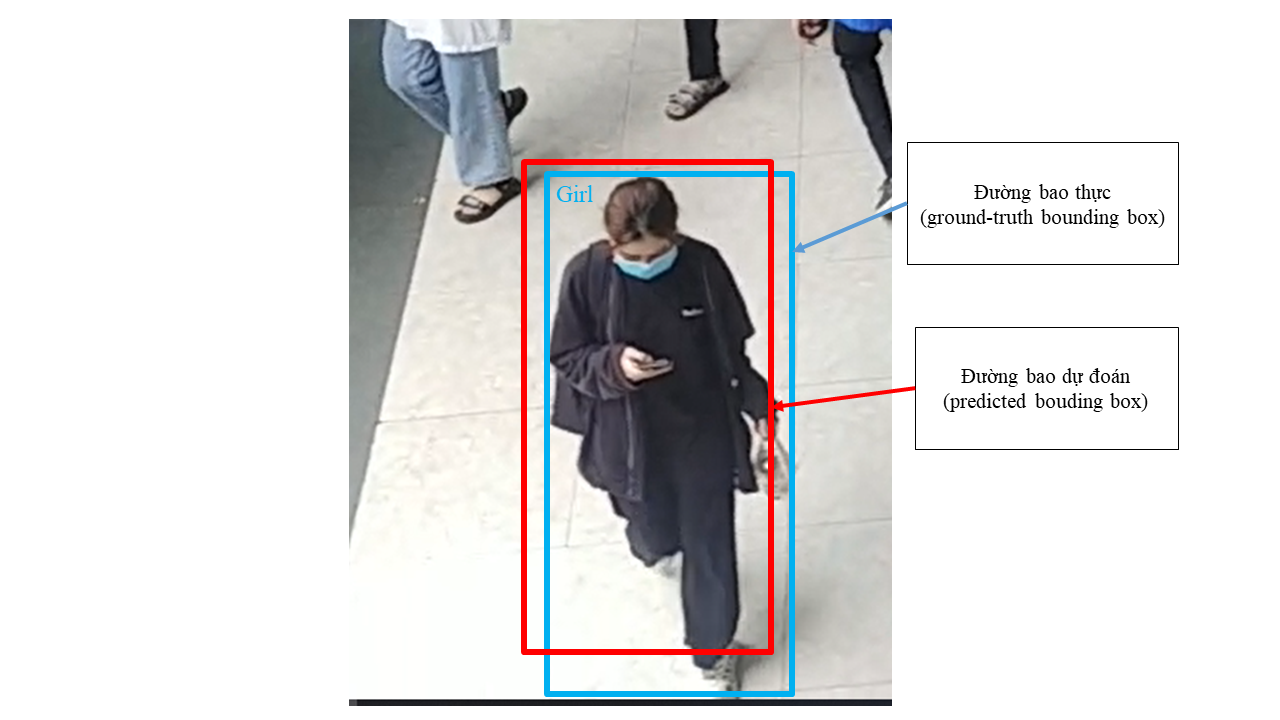 Girl
Đường bao thực
(ground-truth bounding box)
Đường bao dự đoán
(predicted bouding box)